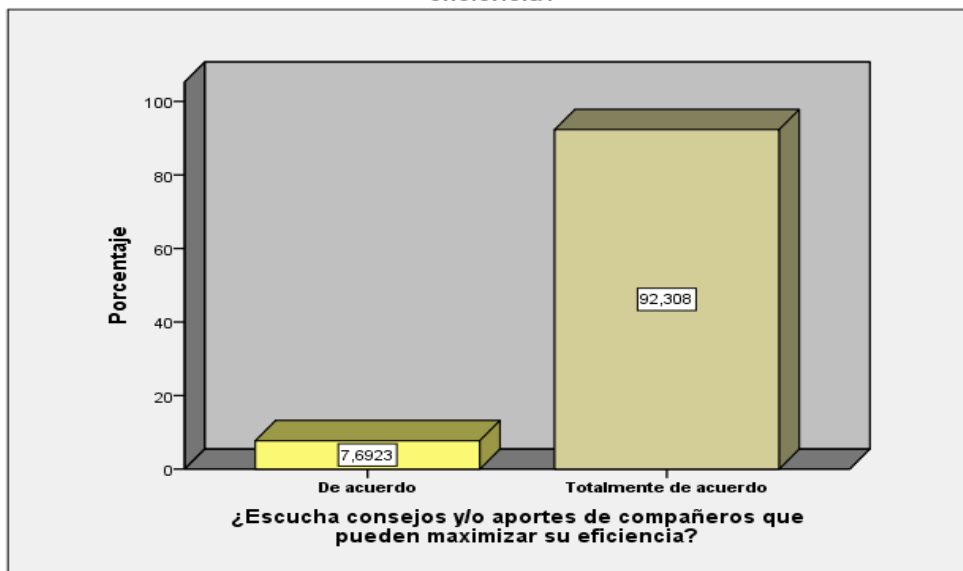 100
80
60
40
20
0
Porcentaje
7,6923
92,308
De acuerdo
Totalmente de acuerdo
¿Escucha consejos y/o aportes de compañeros que
pueden maximizar su eficiencia?